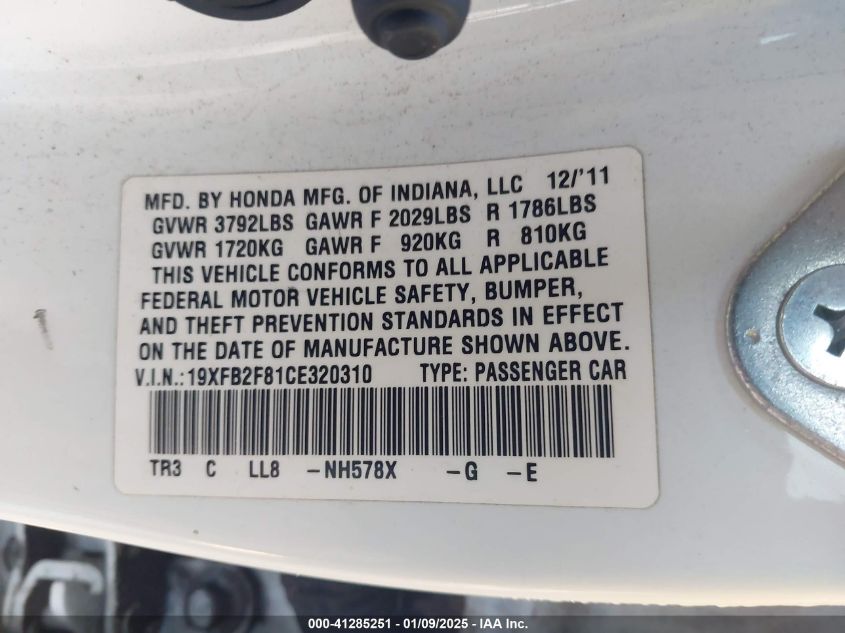 MFD. BY HONDA MFG. OF INDIANA, LLC 12/'11
GVWR 3792LBS GAWR F 2029LBS R 1786LBS
GVWR 1720KG GAWR F 920KG R 810KG
THIS VEHICLE CONFORMS TO ALL APPLICABLE
FEDERAL MOTOR VEHICLE SAFETY, BUMPER,
AND THEFT PREVENTION STANDARDS IN EFFECT
ON THE DATE OF MANUFACTURE SHOWN ABOVE.
V.I.N.:19XFB2F81CE320310 TYPE: PASSENGER CAR
TR3 C LL8 -NH578X -G -E
000-41285251 - 01/09/2025 - IAA Inc.